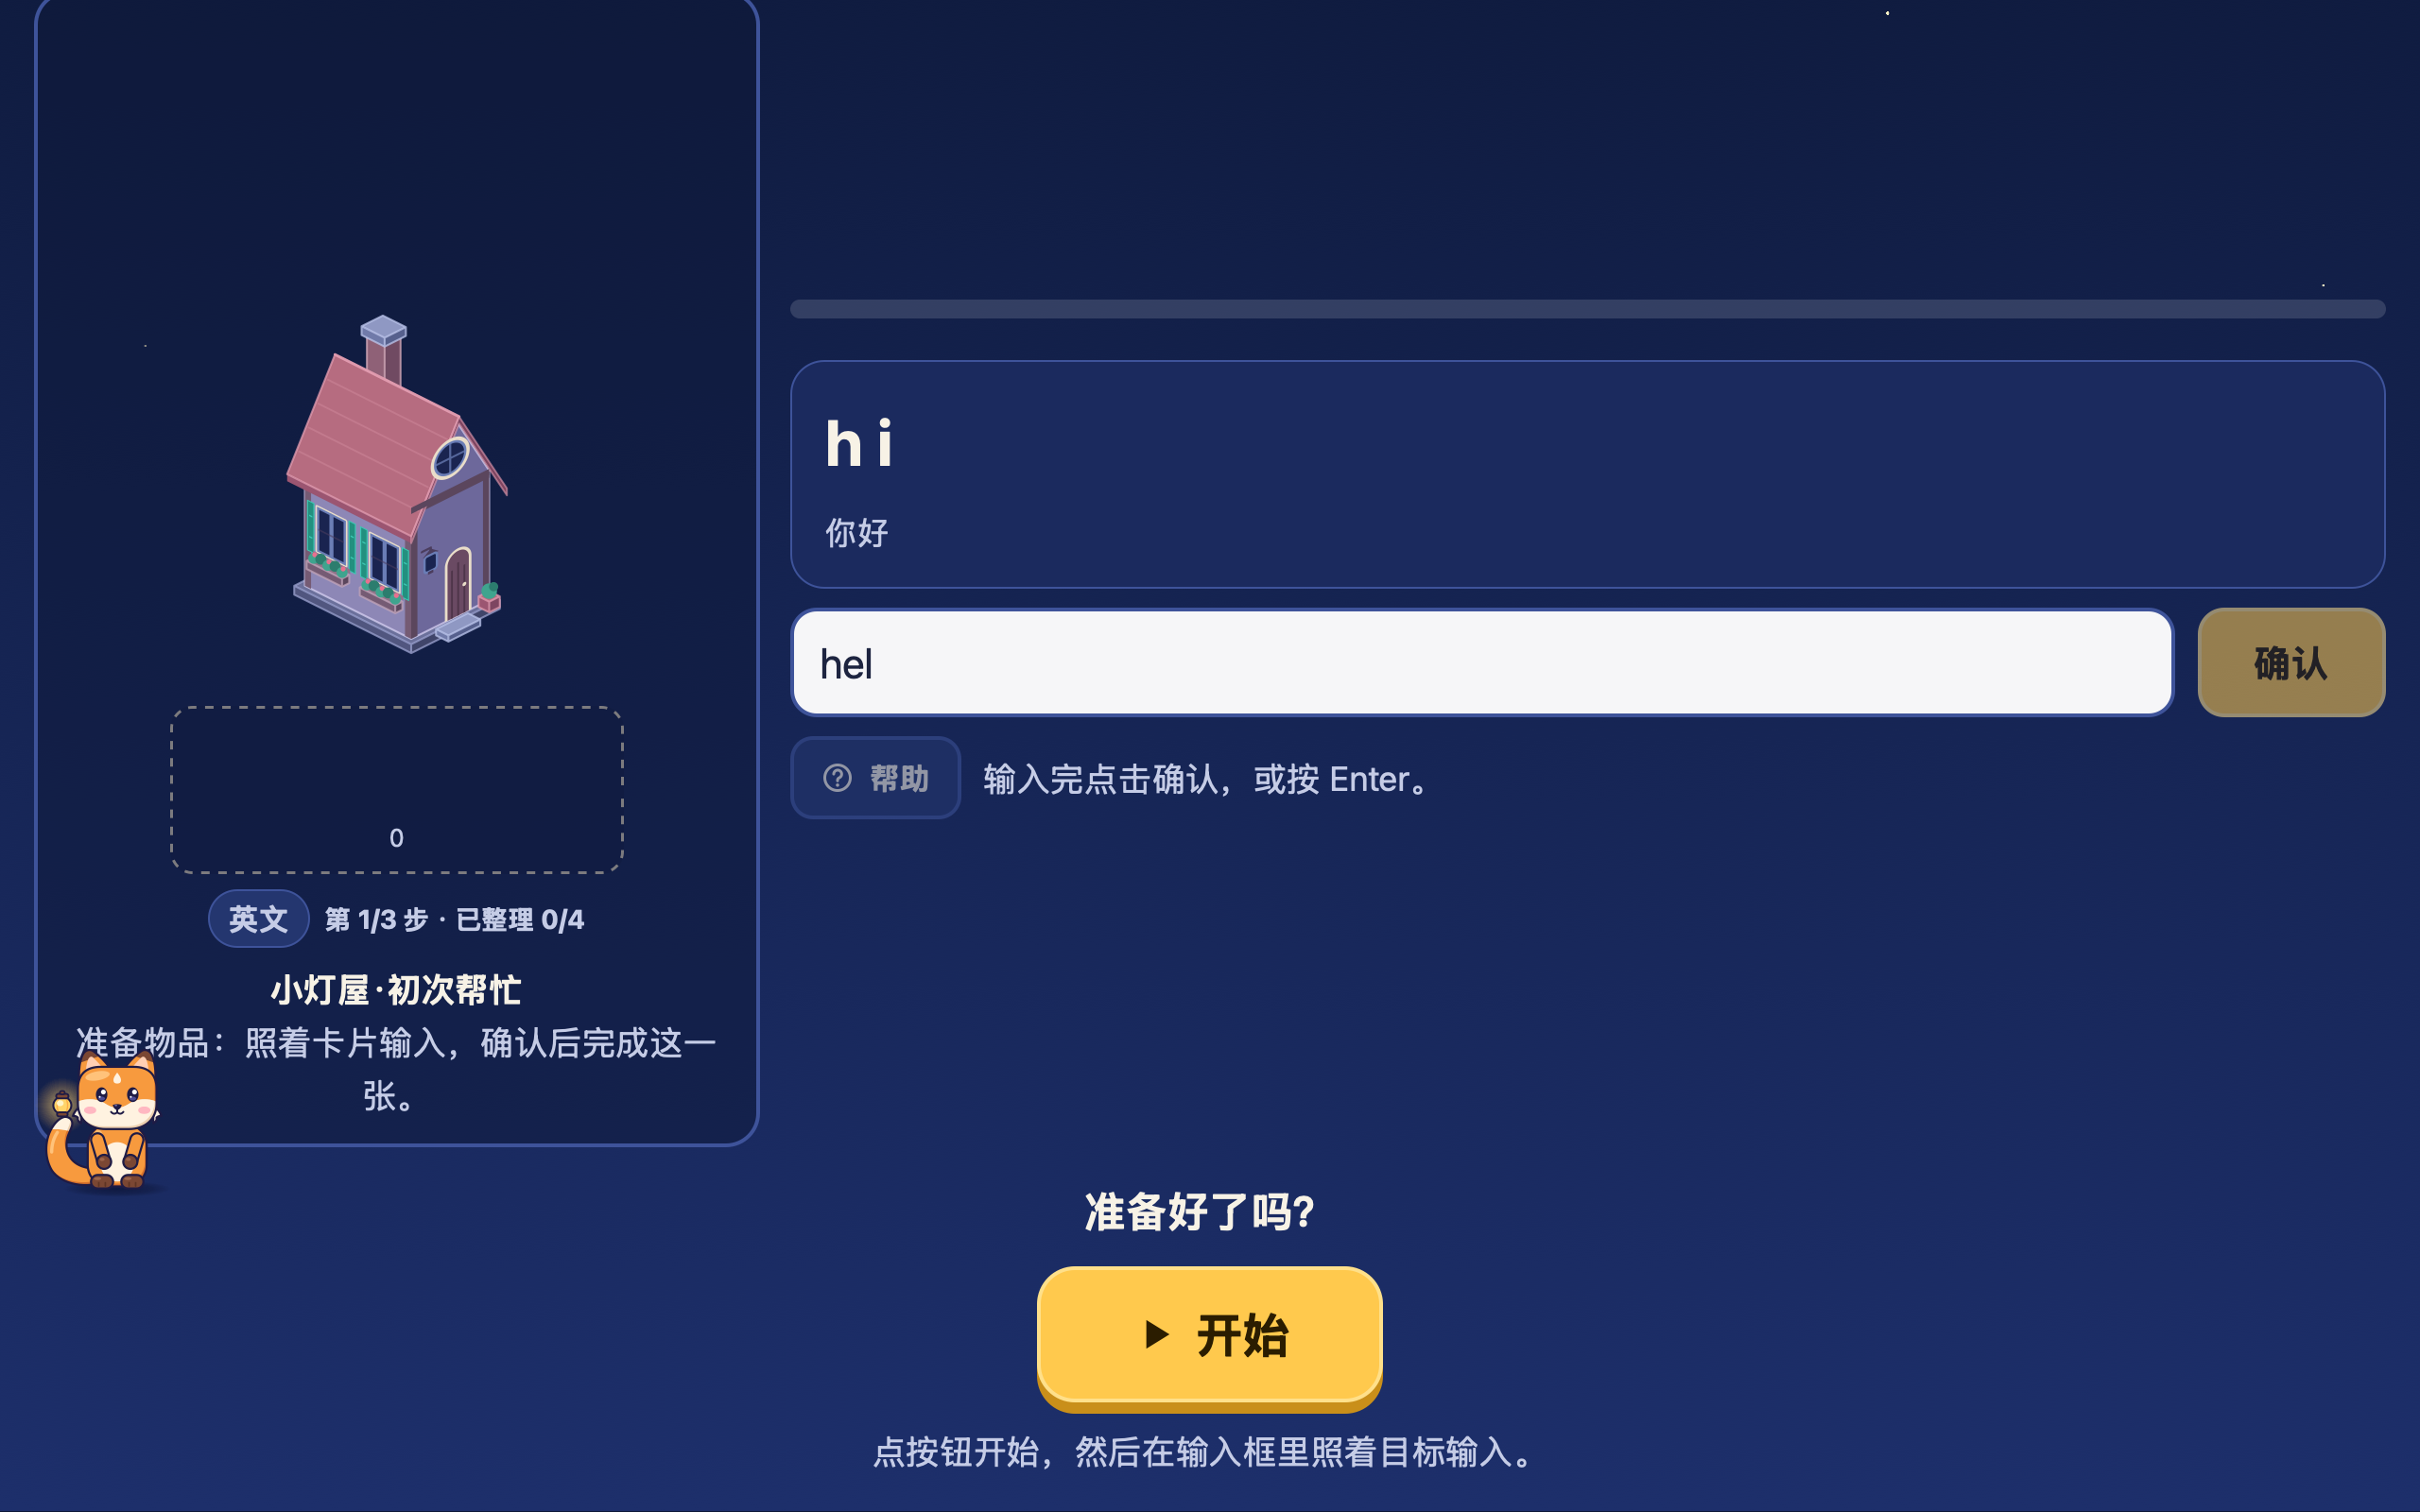 hi
你好
hel
确认
帮助
输入完点击确认，或按 Enter。
0
英文
第 1/3 步 · 已整理 0/4
小灯屋·初次帮忙
准备物品：照着卡片输入，确认后完成这一
张。
准备好了吗？
开始
点按钮开始，然后在输入框里照着目标输入。